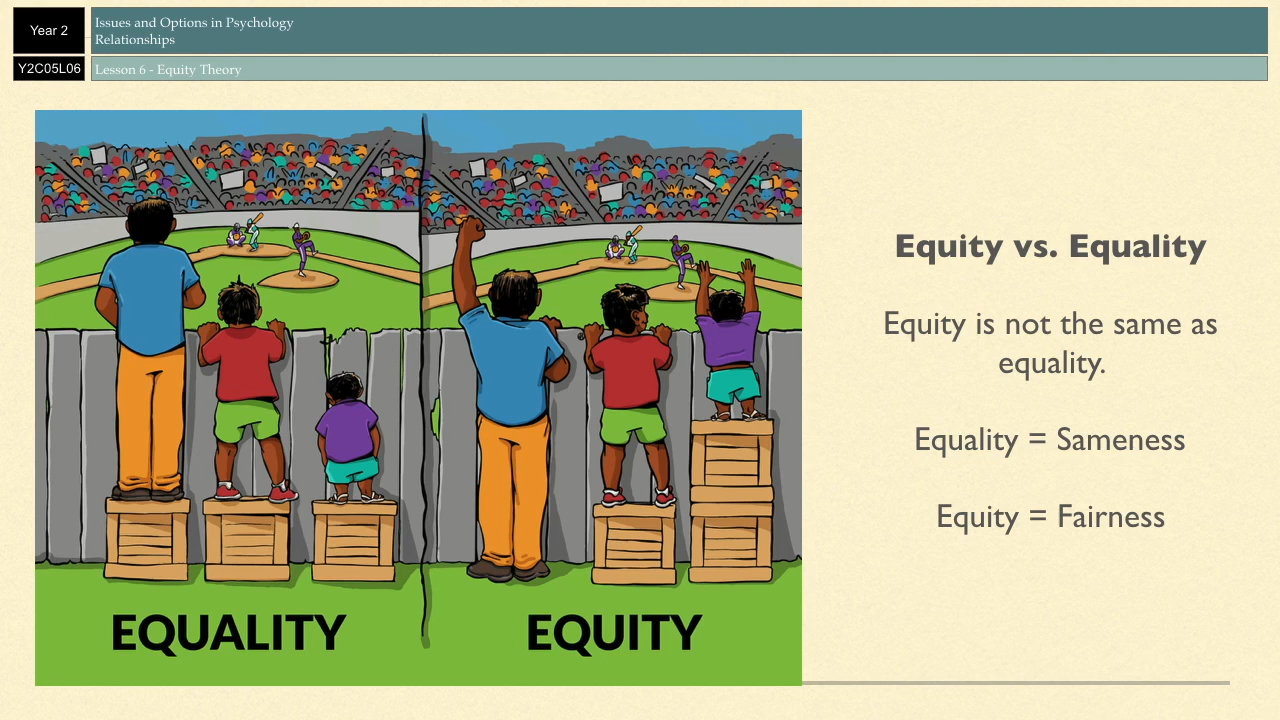 Year 2
Issues and Options in Psychology
Relationships
Y2C05L06
Lesson 6 - Equity Theory
EQUALITY
EQUITY
Equity vs. Equality
Equity is not the same as
equality.
Equality = Sameness
Equity = Fairness